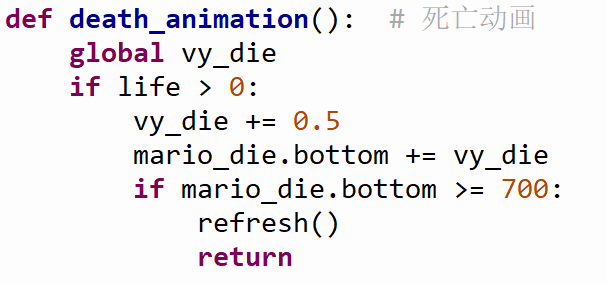 def death_animation():  # 死亡动画
    global vy_die
    if life > 0:
        vy_die += 0.5
        mario_die.bottom += vy_die
        if mario_die.bottom >= 700:
            refresh()
            return